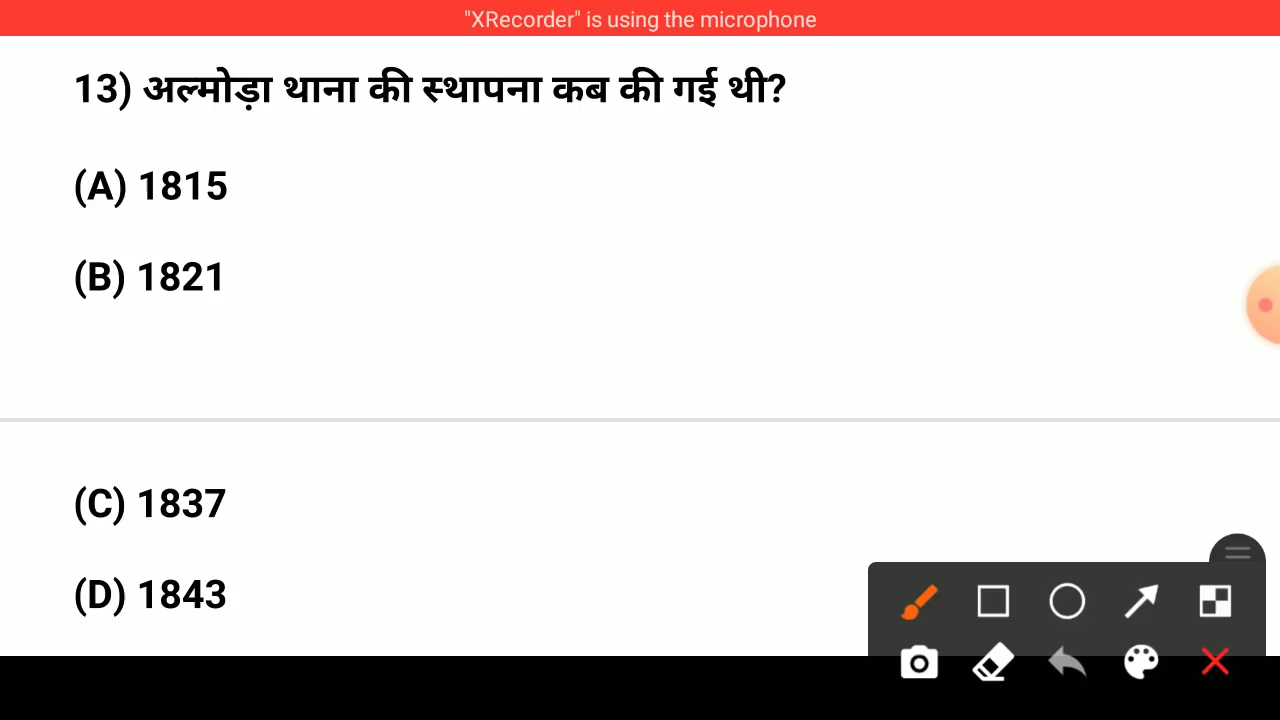 "XRecorder" is using the microphone
13) अल्मोड़ा थाना की स्थापना कब की गई थी?
(A) 1815
(B) 1821
(C) 1837
(D) 1843